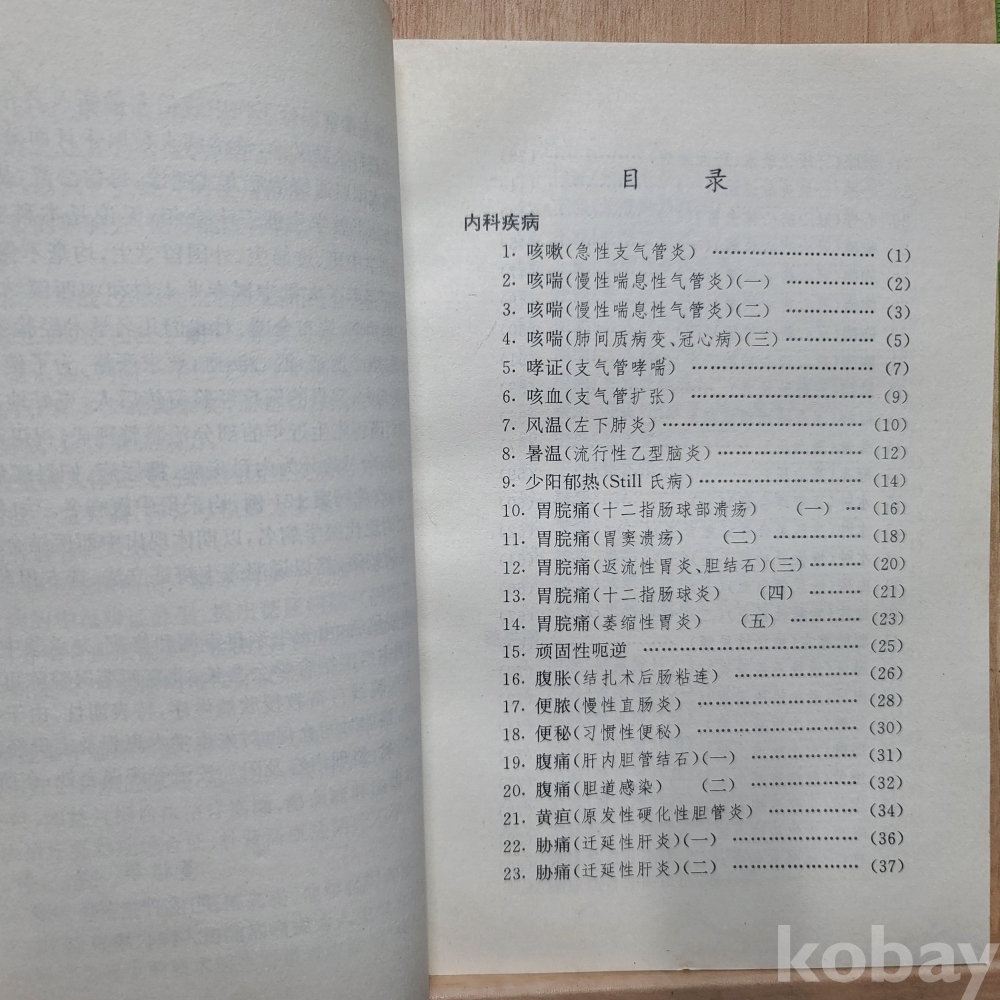 目 录
内科疾病
1. 咳嗽(急性支气管炎) ………………………… (1)
2. 咳喘(慢性喘息性气管炎)(一) …………… (2)
3. 咳喘(慢性喘息性气管炎)(二) …………… (3)
4. 咳喘(肺间质病变、冠心病)(三) ………… (5)
5. 哮证(支气管哮喘) …………………………… (7)
6. 咳血(支气管扩张) …………………………… (9)
7. 风温(左下肺炎) ……………………………… (10)
8. 暑温(流行性乙型脑炎) ……………………… (12)
9. 少阳郁热(Still 氏病) ………………………… (14)
10. 胃脘痛(十二指肠球部溃疡) (一) … (16)
11. 胃脘痛(胃窦溃疡) (二) …………… (18)
12. 胃脘痛(返流性胃炎、胆结石)(三) ……… (20)
13. 胃脘痛(十二指肠球炎) (四) ……… (21)
14. 胃脘痛(萎缩性胃炎) (五) ………… (23)
15. 顽固性呃逆 ………………………………… (25)
16. 腹胀(结扎术后肠粘连) …………………… (26)
17. 便脓(慢性直肠炎) ………………………… (28)
18. 便秘(习惯性便秘) ………………………… (30)
19. 腹痛(肝内胆管结石)(一) ………………… (31)
20. 腹痛(胆道感染) (二) ……………… (32)
21. 黄疸(原发性硬化性胆管炎) ……………… (34)
22. 胁痛(迁延性肝炎)(一) …………………… (36)
23. 胁痛(迁延性肝炎)(二) …………………… (37)
kobay